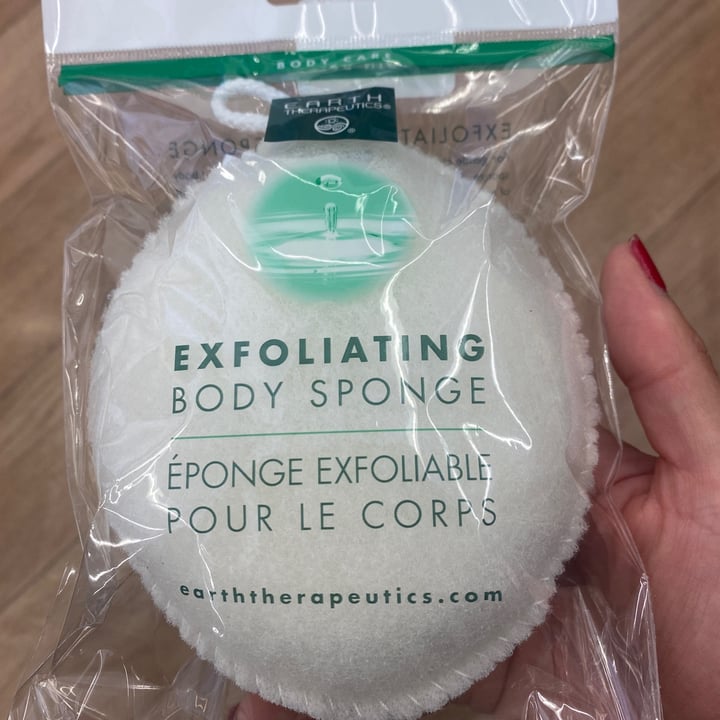 BODY CARE
EARTH
THERAPEUTICS®
EXFOLIATING
BODY SPONGE
ÉPONGE EXFOLIABLE
POUR LE CORPS
earththerapeutics.com